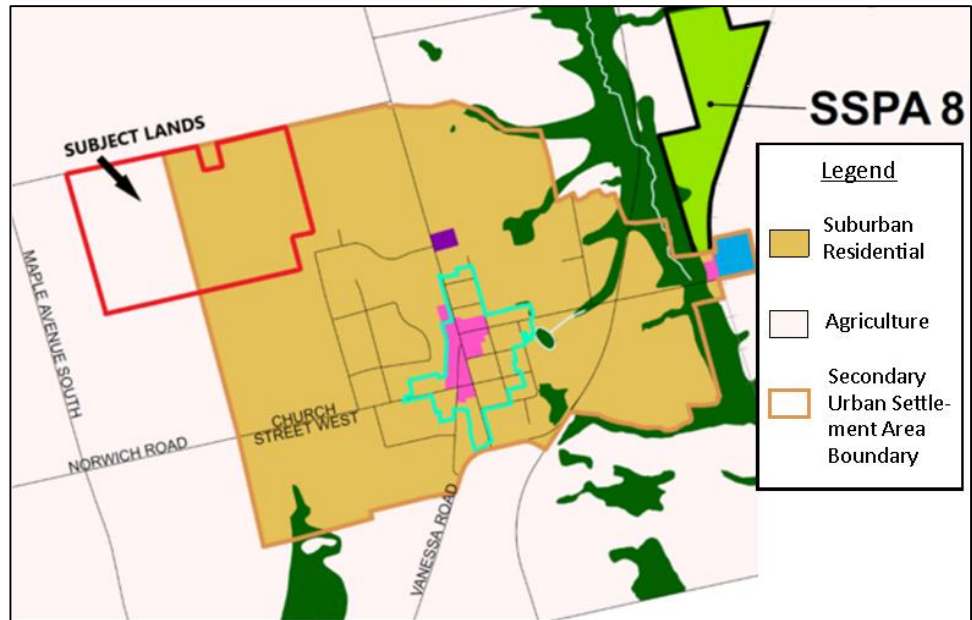 SUBJECT LANDS
SSPA 8
Legend
Suburban
Residential
Agriculture
Secondary
Urban Settle-
ment Area
Boundary
MAPLE AVENUE SOUTH
CHURCH
STREET WEST
NORWICH ROAD
VANESSA ROAD